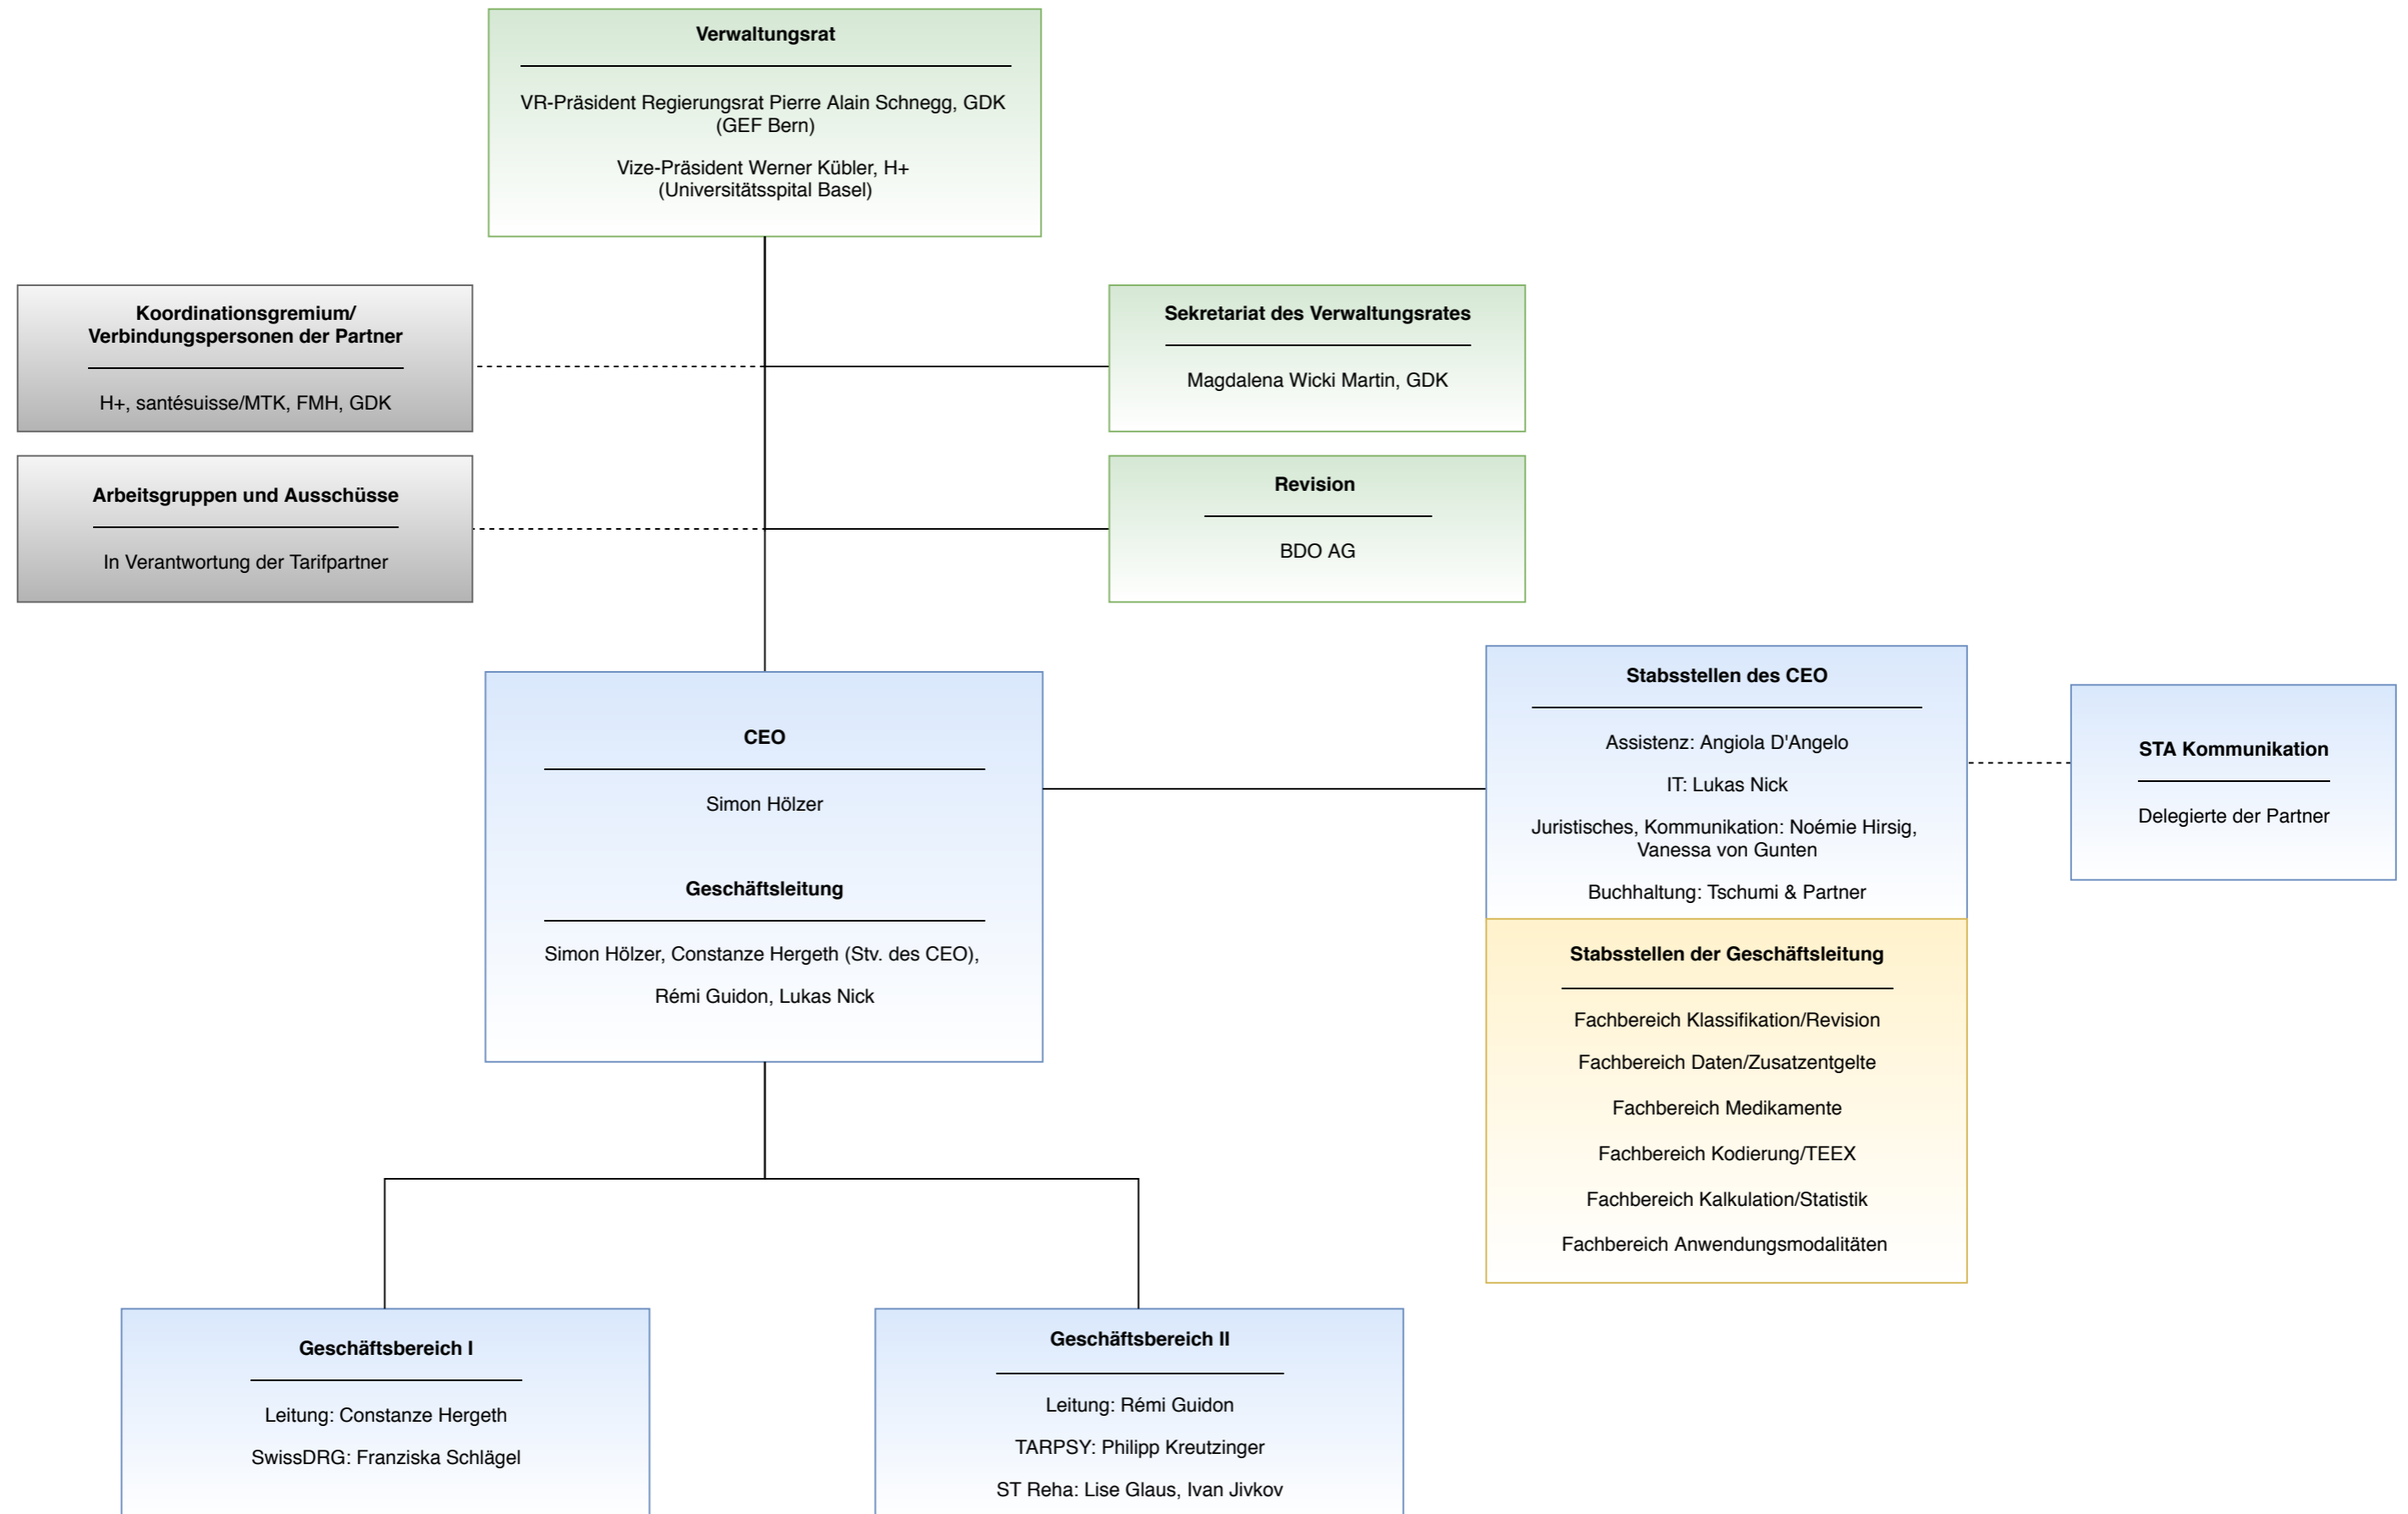 Verwaltungsrat
VR-Präsident Regierungsrat Pierre Alain Schnegg, GDK
(GEF Bern)
Vize-Präsident Werner Kübler, H+
(Universitätsspital Basel)
Koordinationsgremium/
Verbindungspersonen der Partner
H+, santésuisse/MTK, FMH, GDK
Sekretariat des Verwaltungsrates
Magdalena Wicki Martin, GDK
Arbeitsgruppen und Ausschüsse
In Verantwortung der Tarifpartner
Revision
BDO AG
CEO
Simon Hölzer
Geschäftsleitung
Simon Hölzer, Constanze Hergeth (Stv. des CEO),
Rémi Guidon, Lukas Nick
Stabsstellen des CEO
Assistenz: Angiola D'Angelo
IT: Lukas Nick
Juristisches, Kommunikation: Noémie Hirsig,
Vanessa von Gunten
Buchhaltung: Tschumi & Partner
STA Kommunikation
Delegierte der Partner
Stabsstellen der Geschäftsleitung
Fachbereich Klassifikation/Revision
Fachbereich Daten/Zusatzentgelte
Fachbereich Medikamente
Fachbereich Kodierung/TEEX
Fachbereich Kalkulation/Statistik
Fachbereich Anwendungsmodalitäten
Geschäftsbereich I
Leitung: Constanze Hergeth
SwissDRG: Franziska Schlägel
Geschäftsbereich II
Leitung: Rémi Guidon
TARPSY: Philipp Kreutzinger
ST Reha: Lise Glaus, Ivan Jivkov